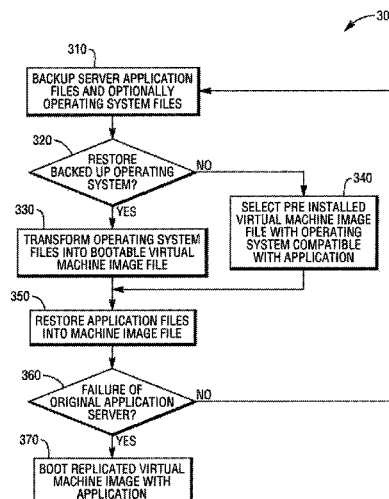 30
310
BACKUP SERVER APPLICATION
FILES AND OPTIONALLY
OPERATING SYSTEM FILES
320
RESTORE
BACKED UP OPERATING
SYSTEM?
NO
YES
330
TRANSFORM OPERATING SYSTEM
FILES INTO BOOTABLE VIRTUAL
MACHINE IMAGE FILE
340
SELECT PRE INSTALLED
VIRTUAL MACHINE IMAGE
FILE WITH OPERATING
SYSTEM COMPATIBLE
WITH APPLICATION
350
RESTORE APPLICATION FILES
INTO MACHINE IMAGE FILE
360
FAILURE OF
ORIGINAL APPLICATION
SERVER?
NO
YES
370
BOOT REPLICATED VIRTUAL
MACHINE IMAGE WITH
APPLICATION